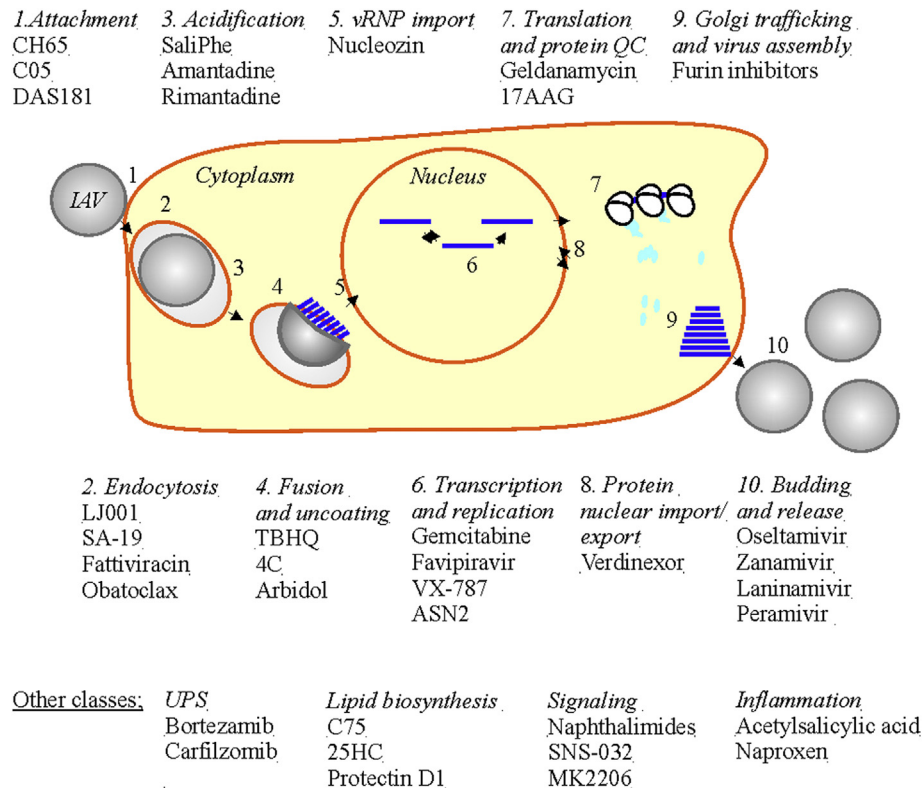 1.Attachment
CH65
C05
DAS181
3. Acidification
SaliPhe
Amantadine
Rimantadine
5. vRNP import
Nucleozin
7. Translation
and protein QC
Geldanamycin
17AAG
9. Golgi trafficking
and virus assembly
Furin inhibitors
IAV
1
2
3
4
5
Cytoplasm
Nucleus
6
7
8
9
10
2. Endocytosis
LJ001
SA-19
Fattiviracin
Obatoclax
4. Fusion
and uncoating
TBHQ
4C
Arbidol
6. Transcription
and replication
Gemcitabine
Favipiravir
VX-787
ASN2
8. Protein
nuclear import/
export
Verdinexor
10. Budding
and release
Oseltamivir
Zanamivir
Laninamivir
Peramivir
Other classes:
UPS
Bortezamib
Carfilzomib
Lipid biosynthesis
C75
25HC
Protectin D1
Signaling
Naphthalimides
SNS-032
MK2206
Inflammation
Acetylsalicylic acid
Naproxen